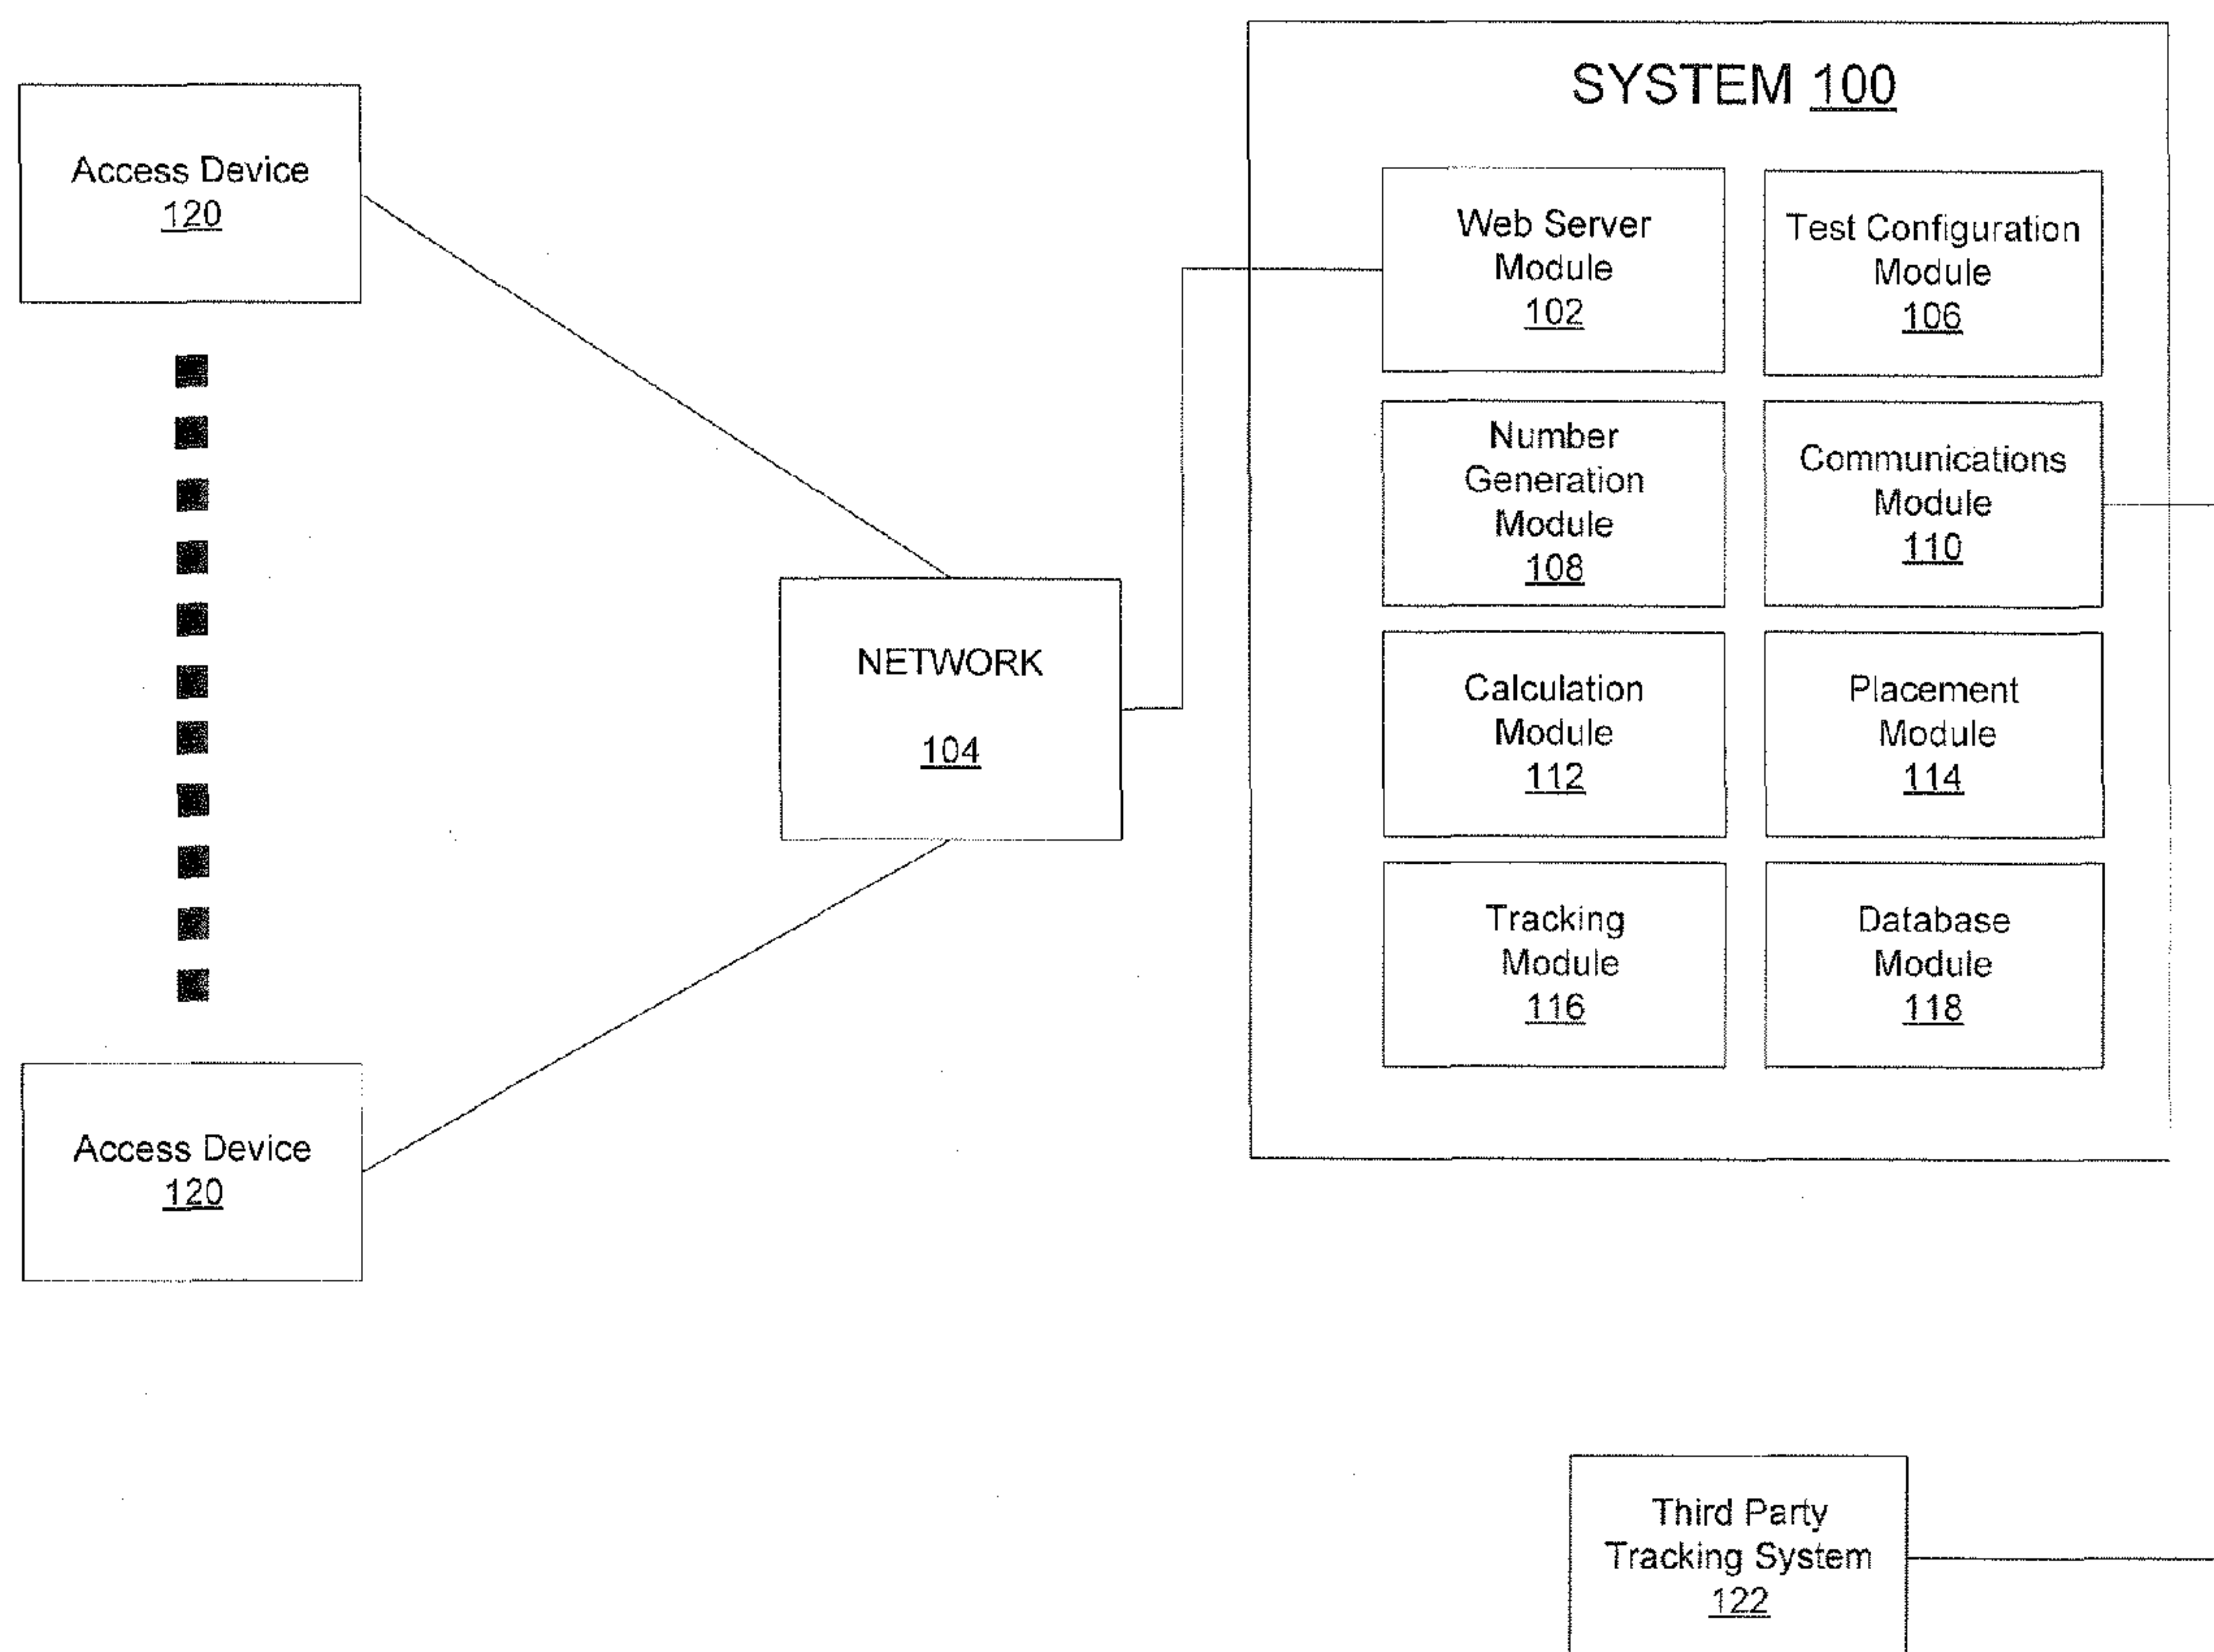 SYSTEM 100
Access Device
120
Web Server
Module
102
Test Configuration
Module
106
Number
Generation
Module
108
Communications
Module
110
NETWORK
104
Calculation
Module
112
Placement
Module
114
Tracking
Module
116
Database
Module
118
Access Device
120
Third Party
Tracking System
122